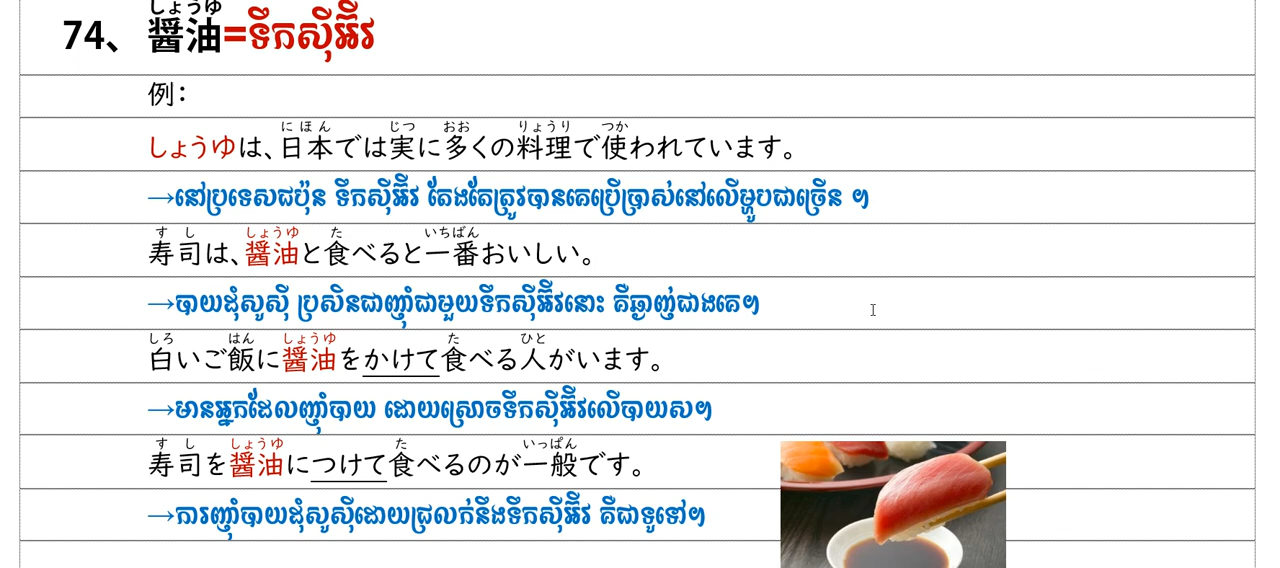 74、醤油=ទឹកស៊ីអ៊ីវ
例：
しょうゆは、日本では実に多くの料理で使われています。
→នៅប្រទេសជប៉ុន ទឹកស៊ីអ៊ីវ តែងតែត្រូវបានគេប្រើប្រាស់នៅលើម្ហូបជាច្រើន ៗ
寿司は、醤油と食べると一番おいしい。
→បាយដុំស៊ូស៊ី ប្រសិនជាញ៉ាំជាមួយទឹកស៊ីអ៊ីវនោះ គឺឆ្ងាញ់ជាងគេៗ
白いご飯に醤油をかけて食べる人がいます。
→មានអ្នកដែលញ៉ាំបាយ ដោយស្រោចទឹកស៊ីអ៊ីវលើបាយសៗ
寿司を醤油につけて食べるのが一般です。
→ការញ៉ាំបាយដុំស៊ូស៊ីដោយជ្រលក់នឹងទឹកស៊ីអ៊ីវ គឺជាទូទៅៗ